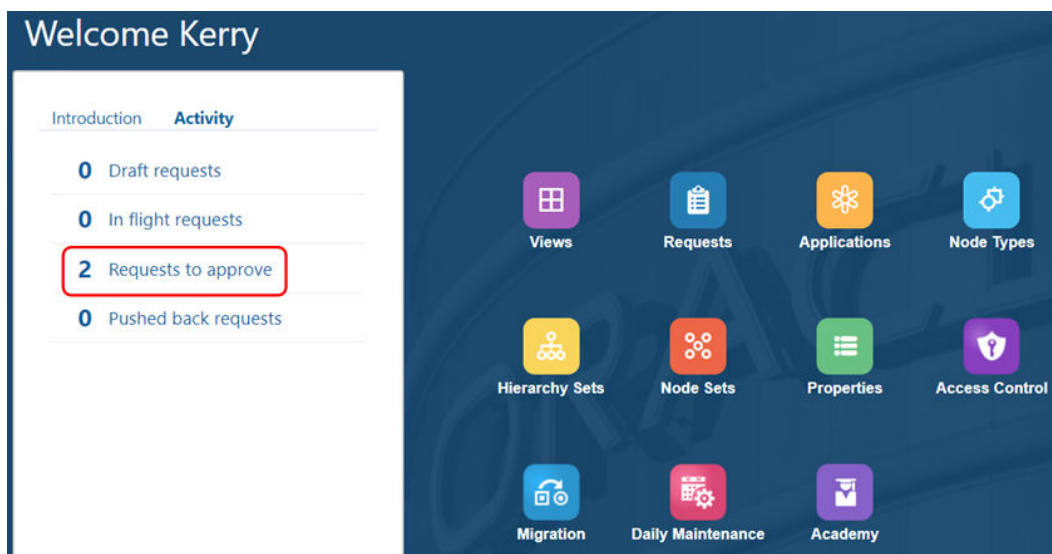 Welcome Kerry
Introduction Activity
0 Draft requests
0 In flight requests
2 Requests to approve
0 Pushed back requests
Views Requests Applications Node Types
Hierarchy Sets Node Sets Properties Access Control
Migration Daily Maintenance Academy